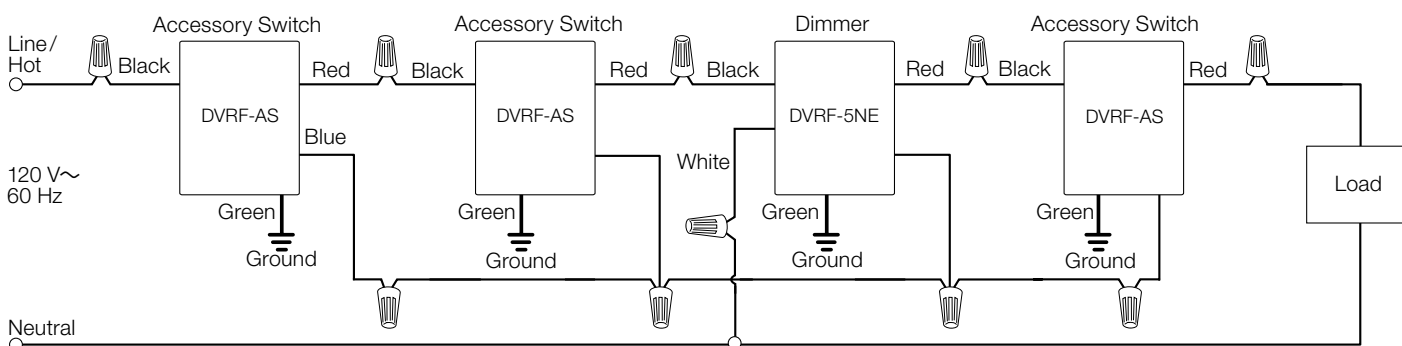 Accessory Switch
Accessory Switch
Dimmer
Accessory Switch
Line/
Hot
Black
Red
Black
Red
Black
Red
Black
Red
DVRF-AS
DVRF-AS
DVRF-5NE
DVRF-AS
Blue
White
120 V~
60 Hz
Load
Green
Green
Green
Green
Ground
Ground
Ground
Ground
Neutral